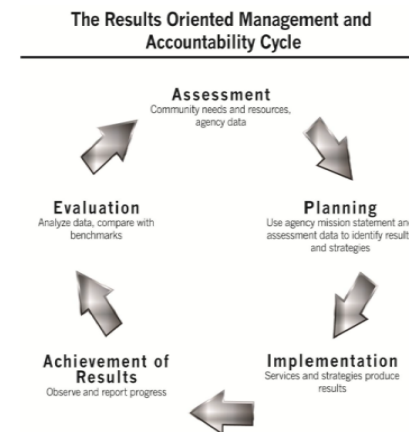 The Results Oriented Management and
Accountability Cycle
Assessment
Community needs and resources,
agency data
Planning
Use agency mission statement and
assessment data to identify results
and strategies
Implementation
Services and strategies produce
results
Achievement of
Results
Observe and report progress
Evaluation
Analyze data, compare with
benchmarks